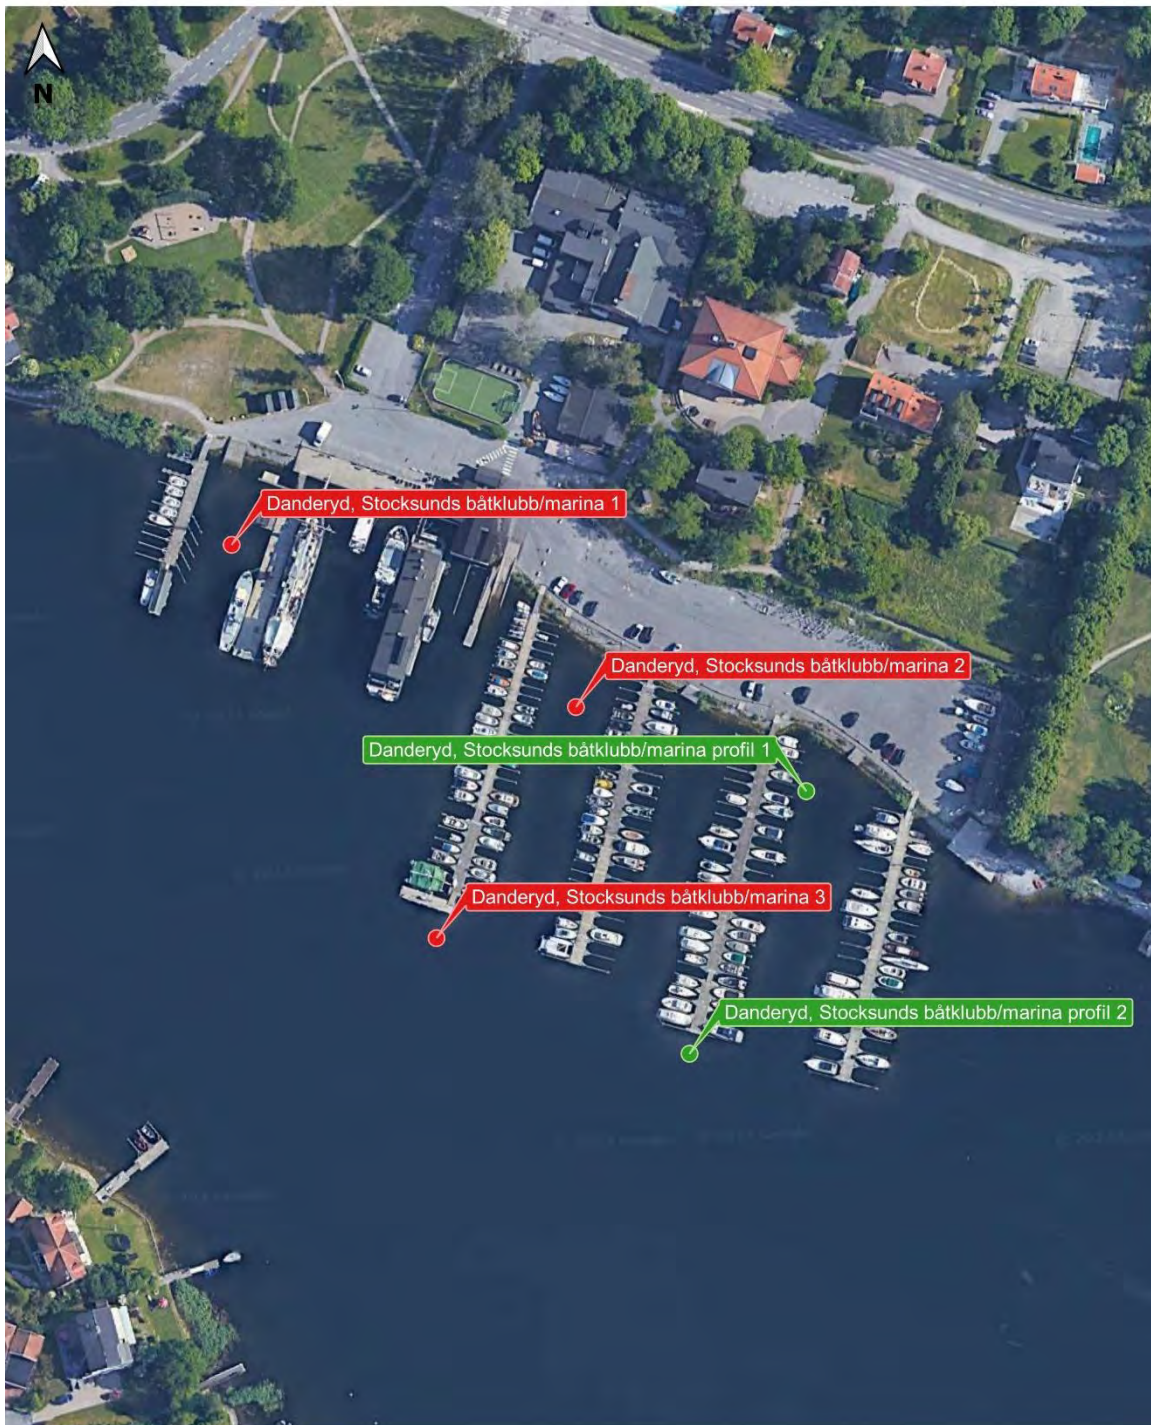 N
Danderyd, Stocksunds båtklubb/marina 1
Danderyd, Stocksunds båtklubb/marina 2
Danderyd, Stocksunds båtklubb/marina profil 1
Danderyd, Stocksunds båtklubb/marina 3
Danderyd, Stocksunds båtklubb/marina profil 2